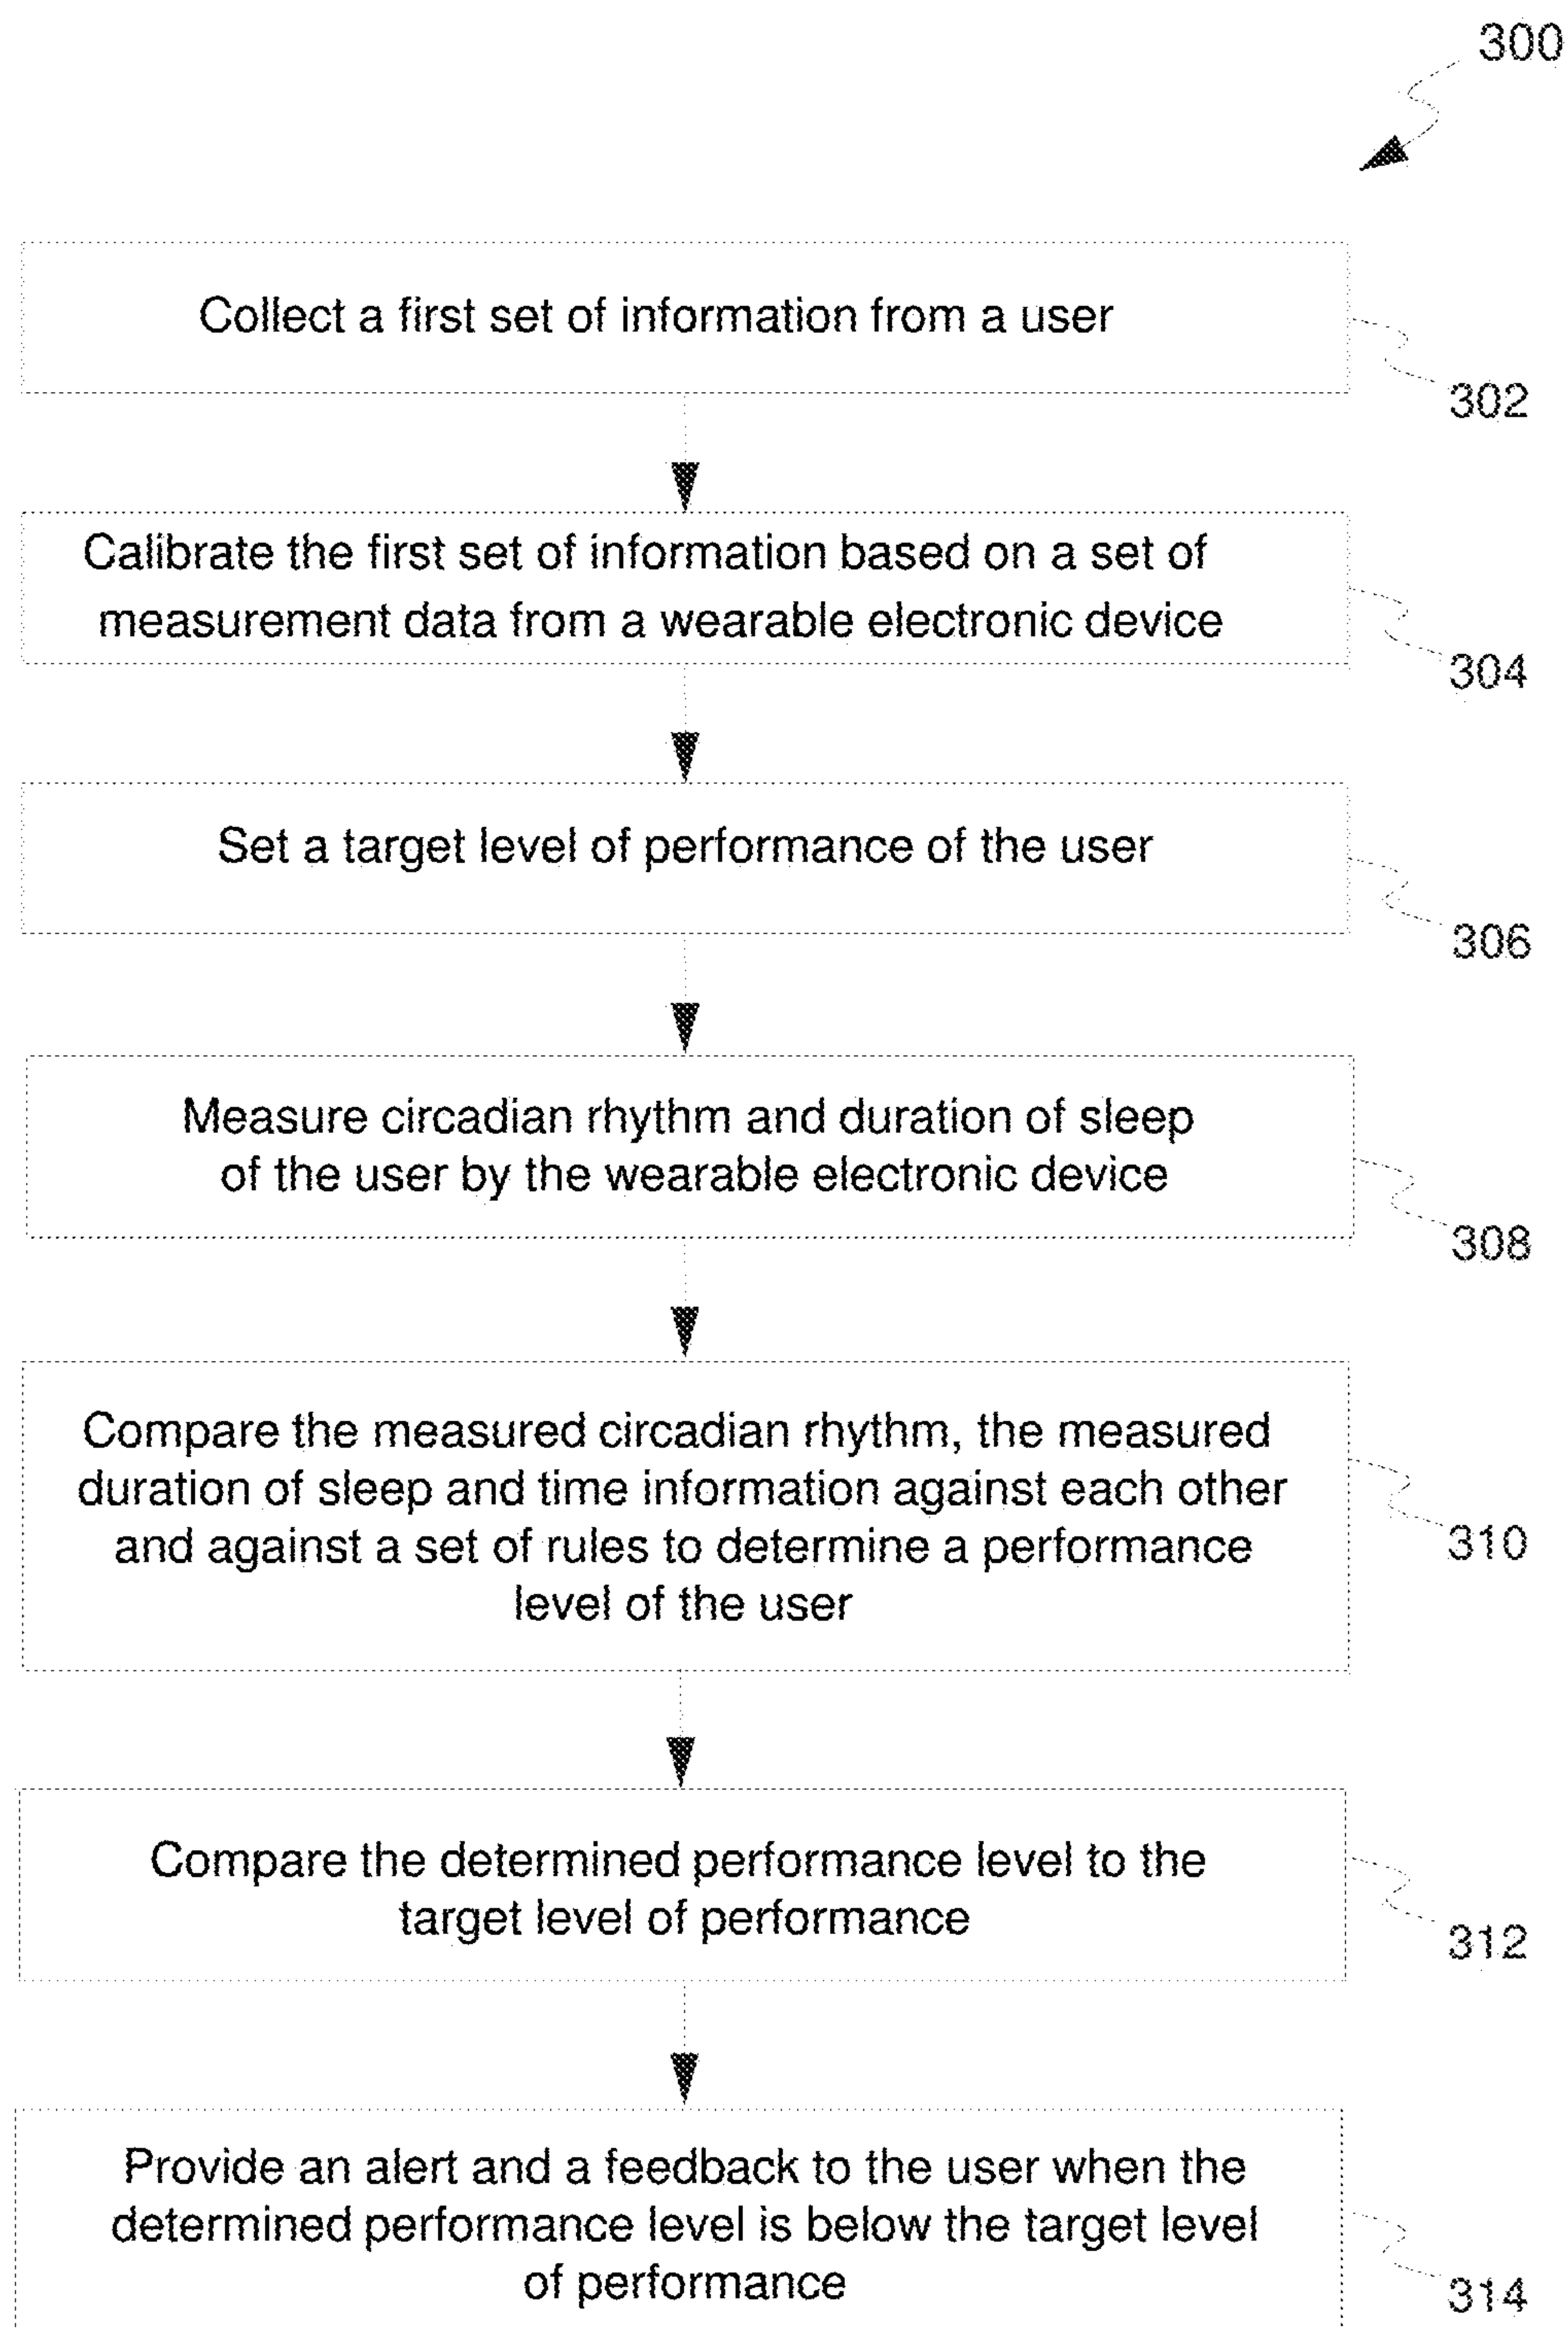 300
Collect a first set of information from a user
302
Calibrate the first set of information based on a set of
measurement data from a wearable electronic device
304
Set a target level of performance of the user
306
Measure circadian rhythm and duration of sleep
of the user by the wearable electronic device
308
Compare the measured circadian rhythm, the measured
duration of sleep and time information against each other
and against a set of rules to determine a performance
level of the user
310
Compare the determined performance level to the
target level of performance
312
Provide an alert and a feedback to the user when the
determined performance level is below the target level
of performance
314